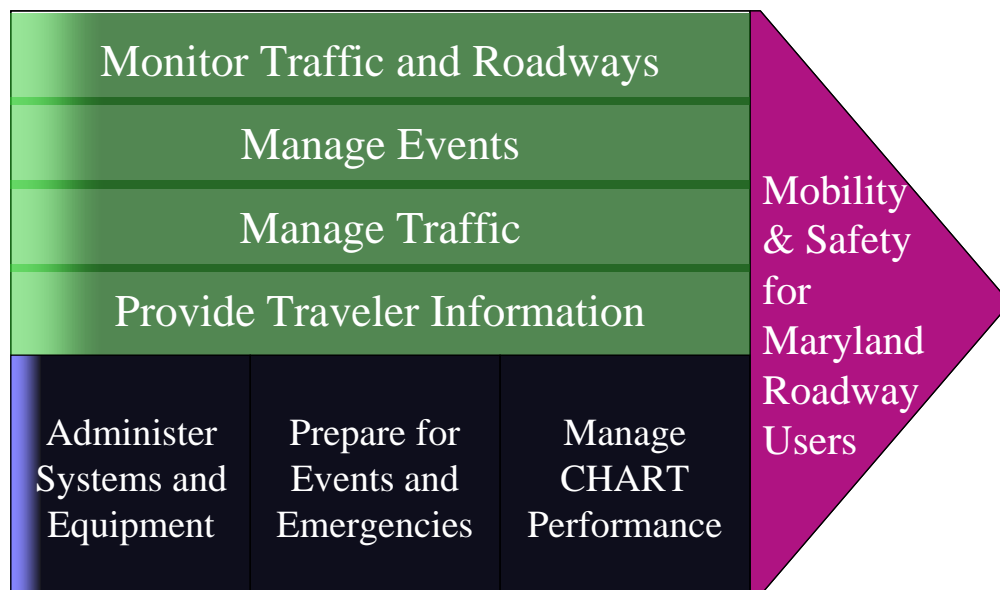 Monitor Traffic and Roadways
Manage Events
Manage Traffic
Provide Traveler Information
Mobility
& Safety
for
Maryland
Roadway
Users
Administer
Systems and
Equipment
Prepare for
Events and
Emergencies
Manage
CHART
Performance